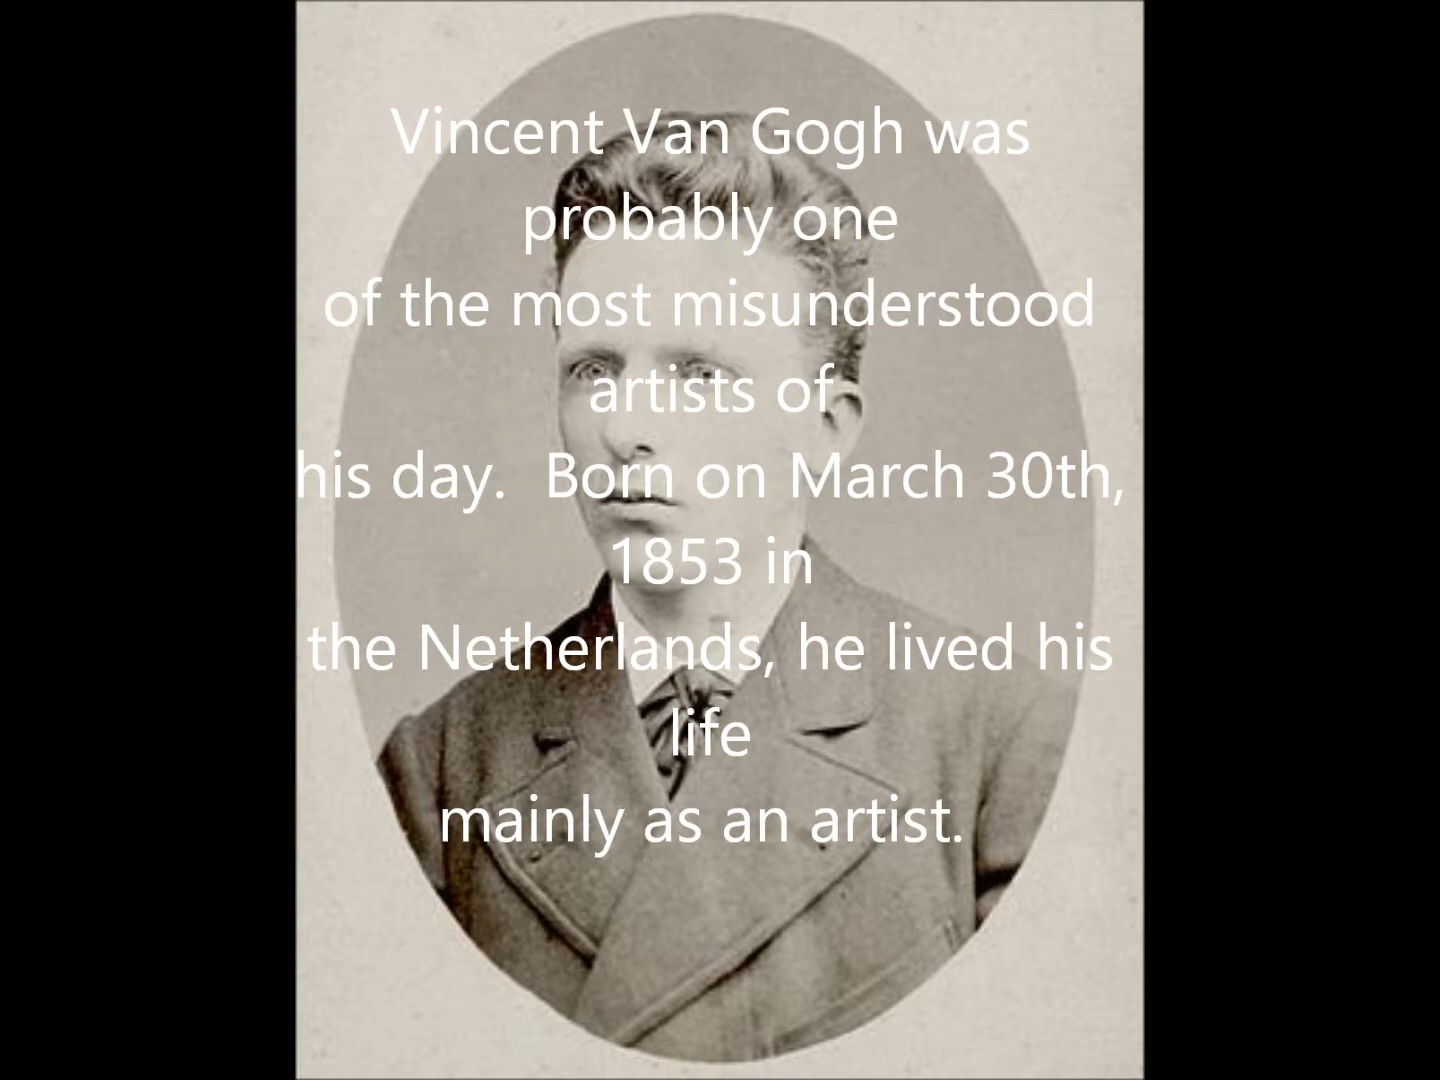 Vincent Van Gogh was
probably one
of the most misunderstood
artists of
his day.  Born on March 30th,
1853 in
the Netherlands, he lived his
life
mainly as an artist.